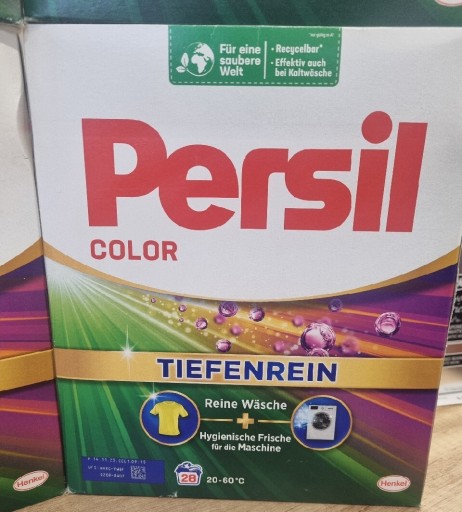 Für eine
saubere
Welt
• Recycelbar*
• Effektiv auch
bei Kaltwäsche
Persil
COLOR
TIEFENREIN
Reine Wäsche
+
Hygienische Frische
für die Maschine
28
20-60°C
Henkel
Henkel